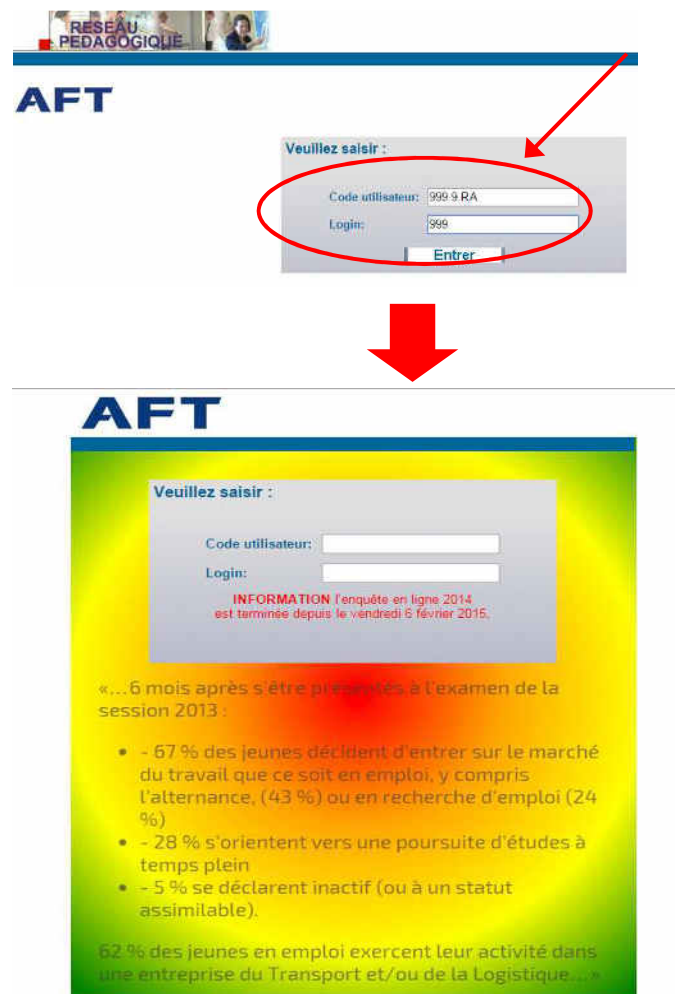 RESEAU
PEDAGOGIQUE
AFT
Veuillez saisir :
Code utilisateur: 999 9 RA
Login: 999
Entrer
AFT
Veuillez saisir :
Code utilisateur:
Login:
INFORMATION l'enquête en ligne 2014
est terminée depuis le vendredi 6 février 2015.
«...6 mois après s'être présentés à l'examen de la
session 2013 :
• - 67 % des jeunes décident d'entrer sur le marché
du travail que ce soit en emploi, y compris
l'alternance, (43 %) ou en recherche d'emploi (24
%)
• - 28 % s'orientent vers une poursuite d'études à
temps plein
• - 5 % se déclarent inactif (ou à un statut
assimilable).
62 % des jeunes en emploi exercent leur activité dans
une entreprise du Transport et/ou de la Logistique...»